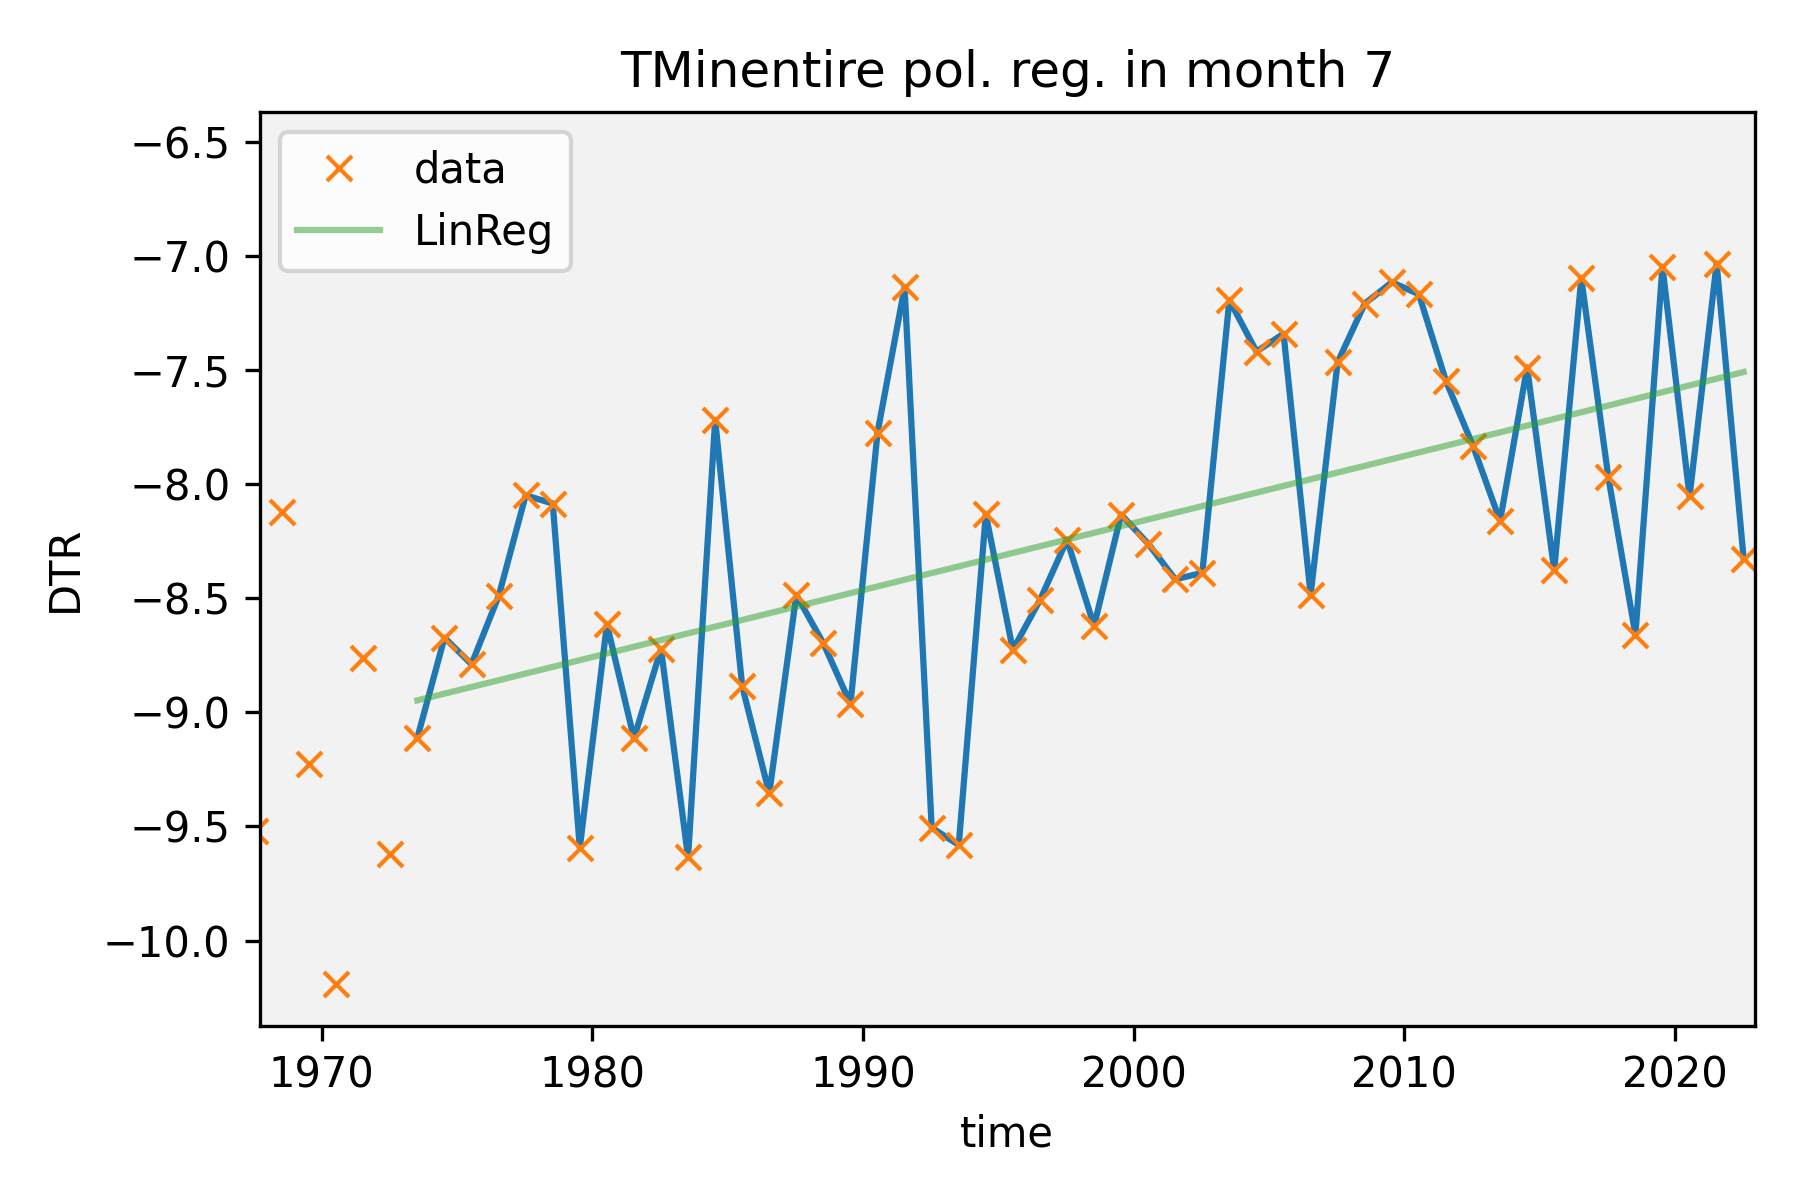 TMinentire pol. reg. in month 7
data
LinReg
−6.5
−7.0
−7.5
−8.0
−8.5
−9.0
−9.5
−10.0
DTR
1970 1980 1990 2000 2010 2020
time